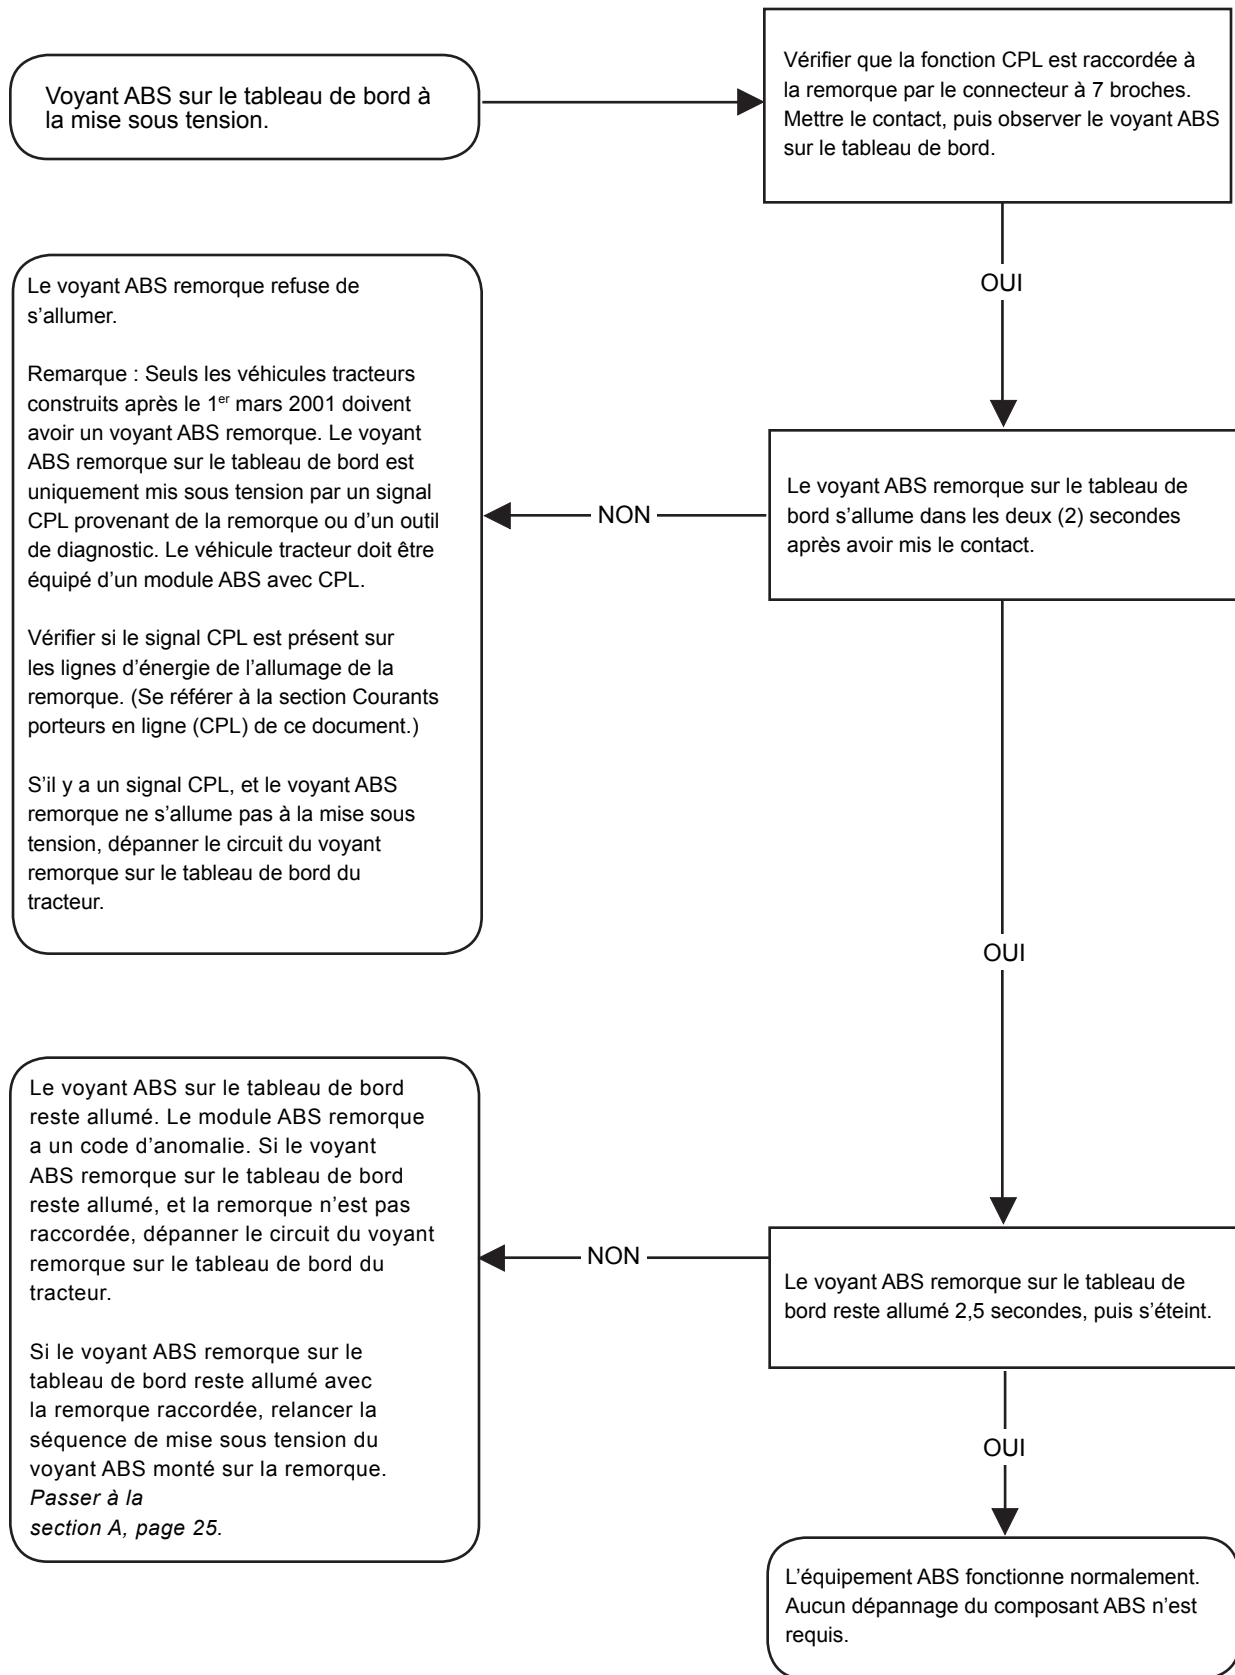 Voyant ABS sur le tableau de bord à
la mise sous tension.
Vérifier que la fonction CPL est raccordée à
la remorque par le connecteur à 7 broches.
Mettre le contact, puis observer le voyant ABS
sur le tableau de bord.
OUI
Le voyant ABS remorque refuse de
s’allumer.
Remarque : Seuls les véhicules tracteurs
construits après le 1er mars 2001 doivent
avoir un voyant ABS remorque. Le voyant
ABS remorque sur le tableau de bord est
uniquement mis sous tension par un signal
CPL provenant de la remorque ou d’un outil
de diagnostic. Le véhicule tracteur doit être
équipé d’un module ABS avec CPL.
Vérifier si le signal CPL est présent sur
les lignes d’énergie de l’allumage de la
remorque. (Se référer à la section Courants
porteurs en ligne (CPL) de ce document.)
S’il y a un signal CPL, et le voyant ABS
remorque ne s’allume pas à la mise sous
tension, dépanner le circuit du voyant
remorque sur le tableau de bord du
tracteur.
NON
Le voyant ABS remorque sur le tableau de
bord s’allume dans les deux (2) secondes
après avoir mis le contact.
OUI
Le voyant ABS sur le tableau de bord
reste allumé. Le module ABS remorque
a un code d’anomalie. Si le voyant
ABS remorque sur le tableau de bord
reste allumé, et la remorque n’est pas
raccordée, dépanner le circuit du voyant
remorque sur le tableau de bord du
tracteur.
Si le voyant ABS remorque sur le
tableau de bord reste allumé avec
la remorque raccordée, relancer la
séquence de mise sous tension du
voyant ABS monté sur la remorque.
Passer à la
section A, page 25.
NON
Le voyant ABS remorque sur le tableau de
bord reste allumé 2,5 secondes, puis s’éteint.
OUI
L’équipement ABS fonctionne normalement.
Aucun dépannage du composant ABS n’est
requis.